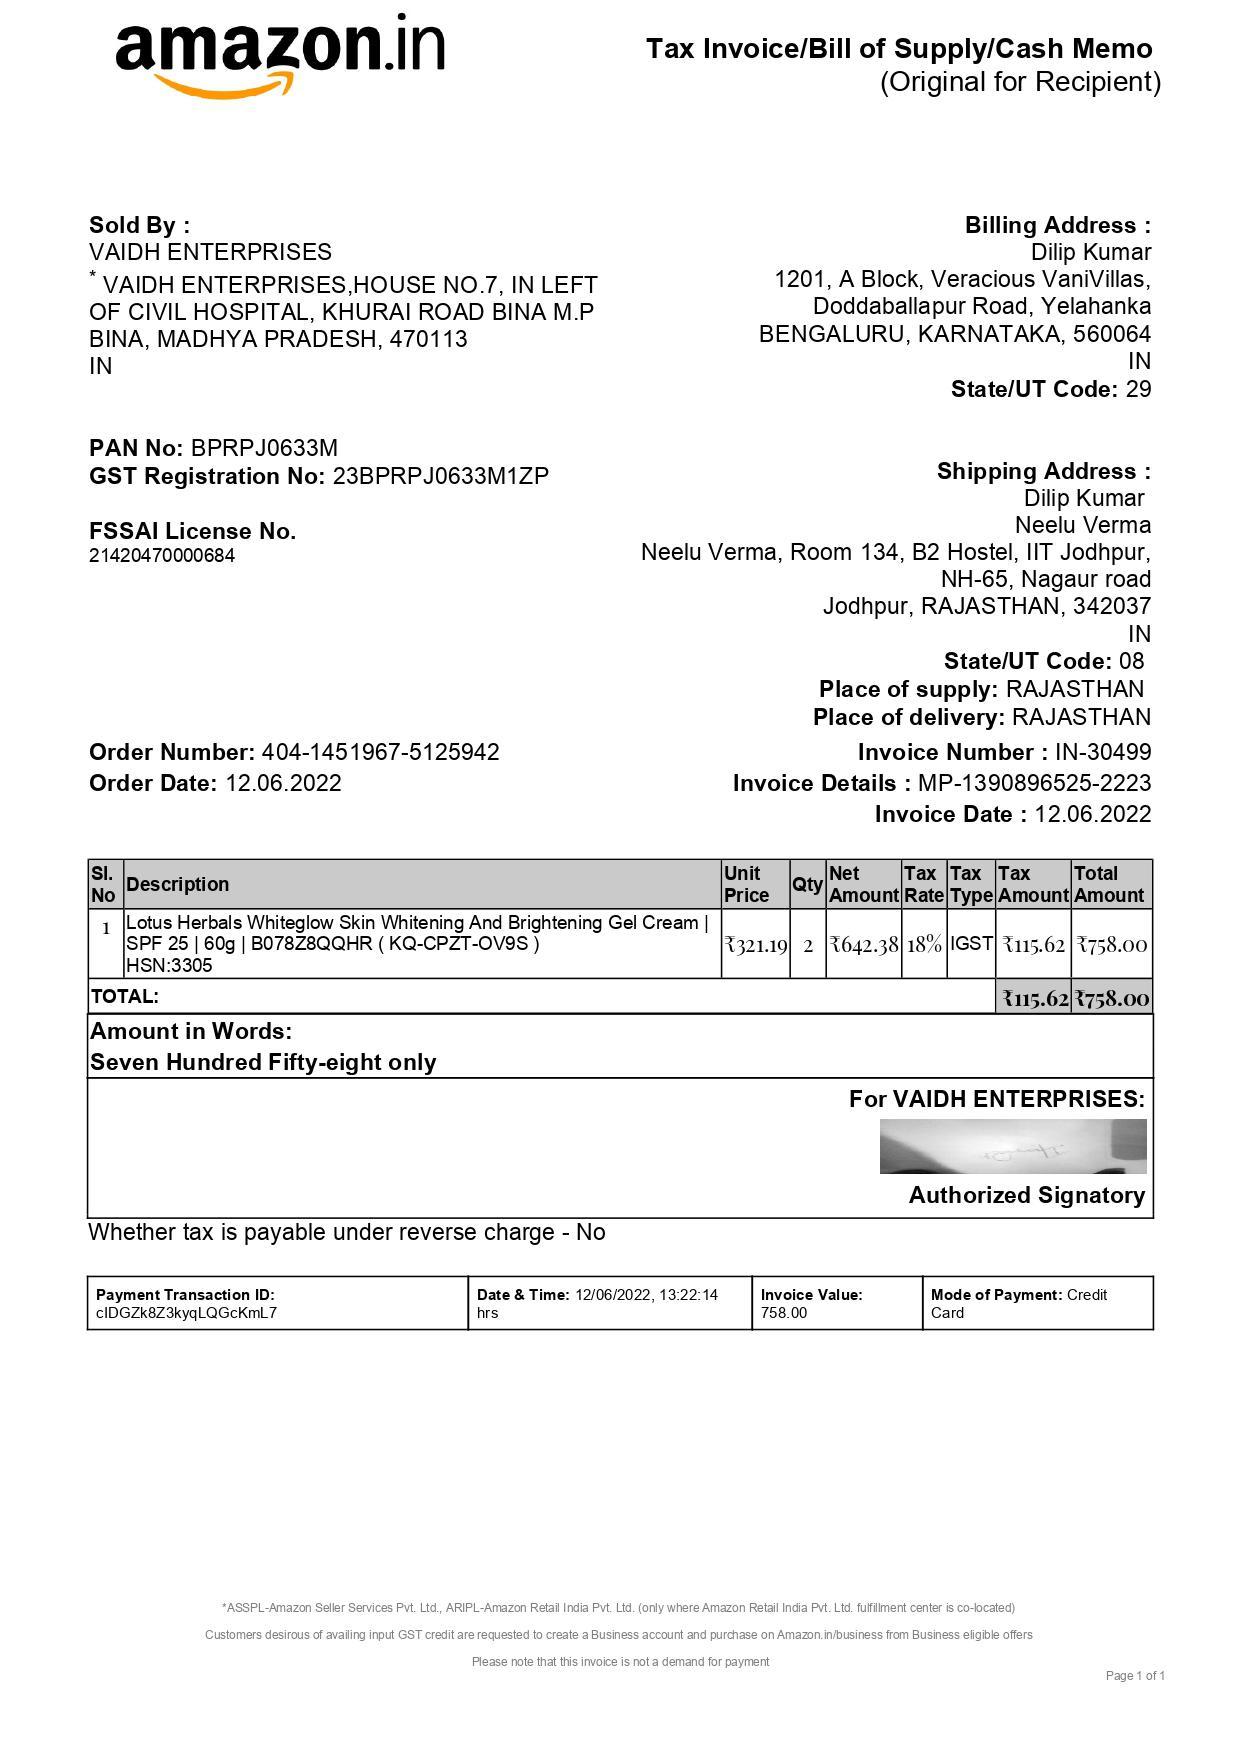 amazon.in
Tax Invoice/Bill of Supply/Cash Memo
(Original for Recipient)
Sold By :
VAIDH ENTERPRISES
* VAIDH ENTERPRISES,HOUSE NO.7, IN LEFT
OF CIVIL HOSPITAL, KHURAI ROAD BINA M.P
BINA, MADHYA PRADESH, 470113
IN
PAN No: BPRPJ0633M
GST Registration No: 23BPRPJ0633M1ZP
FSSAI License No.
21420470000684
Billing Address :
Dilip Kumar
1201, A Block, Veracious VaniVillas,
Doddaballapur Road, Yelahanka
BENGALURU, KARNATAKA, 560064
IN
State/UT Code: 29
Shipping Address :
Dilip Kumar
Neelu Verma
Neelu Verma, Room 134, B2 Hostel, IIT Jodhpur,
NH-65, Nagaur road
Jodhpur, RAJASTHAN, 342037
IN
State/UT Code: 08
Place of supply: RAJASTHAN
Place of delivery: RAJASTHAN
Order Number: 404-1451967-5125942
Order Date: 12.06.2022
Invoice Number : IN-30499
Invoice Details : MP-1390896525-2223
Invoice Date : 12.06.2022
Sl. No Description Unit Price Qty Net Amount Tax Rate Tax Type Tax Amount Total Amount
1 Lotus Herbals Whiteglow Skin Whitening And Brightening Gel Cream |
SPF 25 | 60g | B078Z8QQHR ( KQ-CPZT-OV9S ) ₹321.19 2 ₹642.38 18% IGST ₹115.62 ₹758.00
HSN:3305
TOTAL: ₹115.62 ₹758.00
Amount in Words:
Seven Hundred Fifty-eight only
For VAIDH ENTERPRISES:
Authorized Signatory
Whether tax is payable under reverse charge - No
Payment Transaction ID:
cIDGZk8Z3kyqLQGcKmL7
Date & Time: 12/06/2022, 13:22:14
hrs
Invoice Value:
758.00
Mode of Payment: Credit
Card
*ASSPL-Amazon Seller Services Pvt. Ltd., ARIPL-Amazon Retail India Pvt. Ltd. (only where Amazon Retail India Pvt. Ltd. fulfillment center is co-located)
Customers desirous of availing input GST credit are requested to create a Business account and purchase on Amazon.in/business from Business eligible offers
Please note that this invoice is not a demand for payment
Page 1 of 1